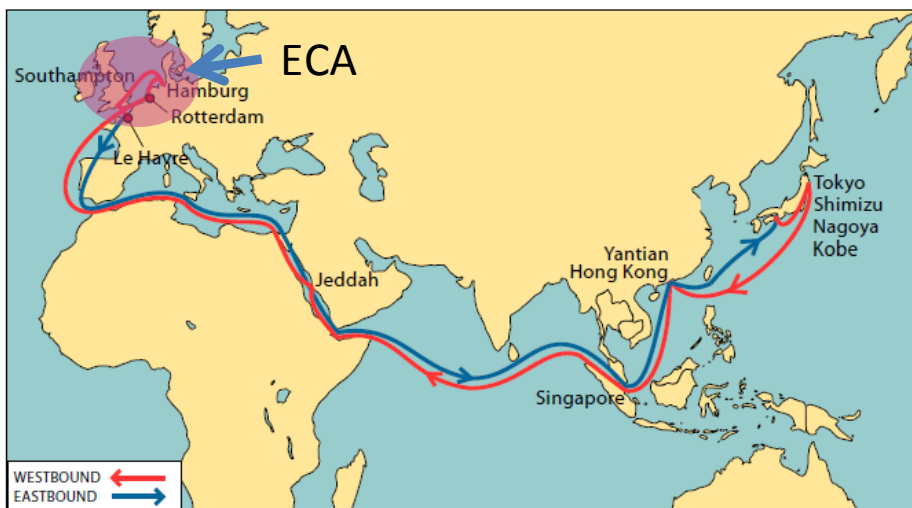 ECA
Southampton
Hamburg
Rotterdam
Le Havre
Jeddah
Yantian
Hong Kong
Singapore
Tokyo
Shimizu
Nagoya
Kobe
WESTBOUND
EASTBOUND